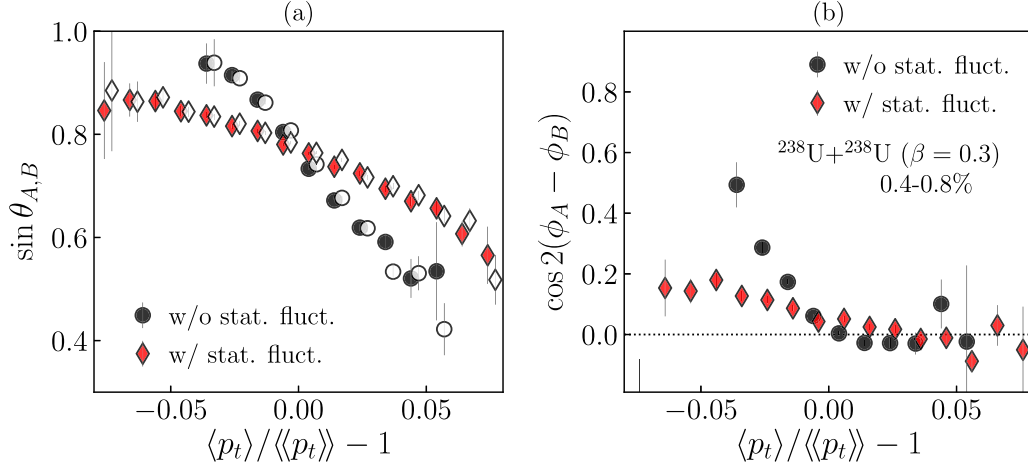 (a)
1.0
0.8
0.6
0.4
sin θ_{A,B}
w/o stat. fluct.
w/ stat. fluct.
−0.05 0.00 0.05
⟨p_t⟩/⟨⟨p_t⟩⟩ − 1
(b)
0.8
0.6
0.4
0.2
0.0
cos 2(ϕ_A − ϕ_B)
w/o stat. fluct.
w/ stat. fluct.
²³⁸U+²³⁸U (β = 0.3)
0.4-0.8%
−0.05 0.00 0.05
⟨p_t⟩/⟨⟨p_t⟩⟩ − 1